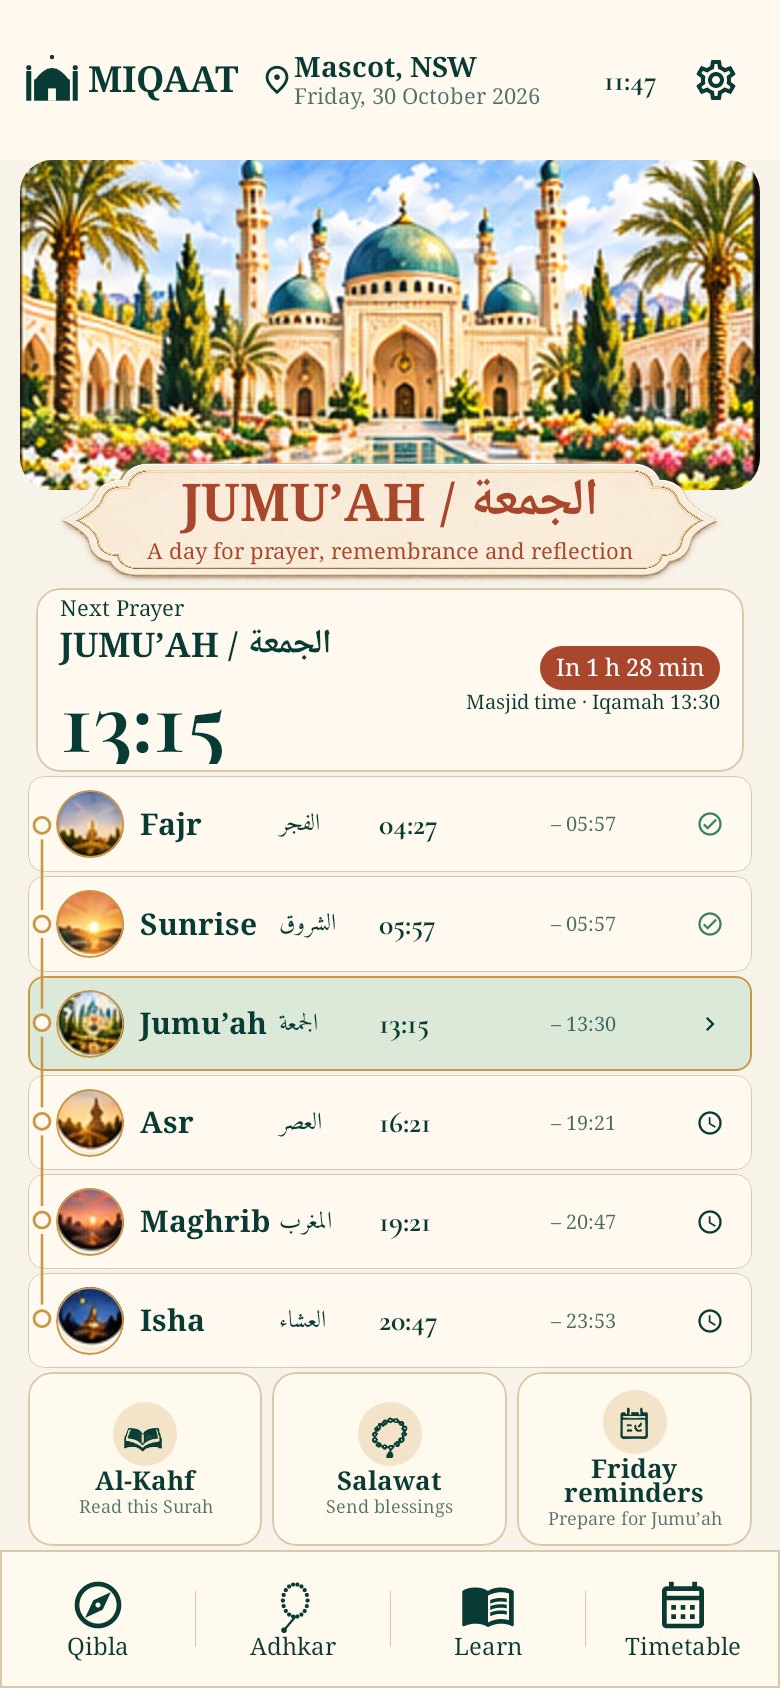 MIQAAT
Mascot, NSW
Friday, 30 October 2026
11:47
JUMU’AH / الجمعة
A day for prayer, remembrance and reflection
Next Prayer
JUMU’AH / الجمعة
13:15
In 1 h 28 min
Masjid time · Iqamah 13:30
Fajr الفجر 04:27 – 05:57
Sunrise الشروق 05:57 – 05:57
Jumu’ah الجمعة 13:15 – 13:30
Asr العصر 16:21 – 19:21
Maghrib المغرب 19:21 – 20:47
Isha العشاء 20:47 – 23:53
Al-Kahf
Read this Surah
Salawat
Send blessings
Friday
reminders
Prepare for Jumu’ah
Qibla
Adhkar
Learn
Timetable